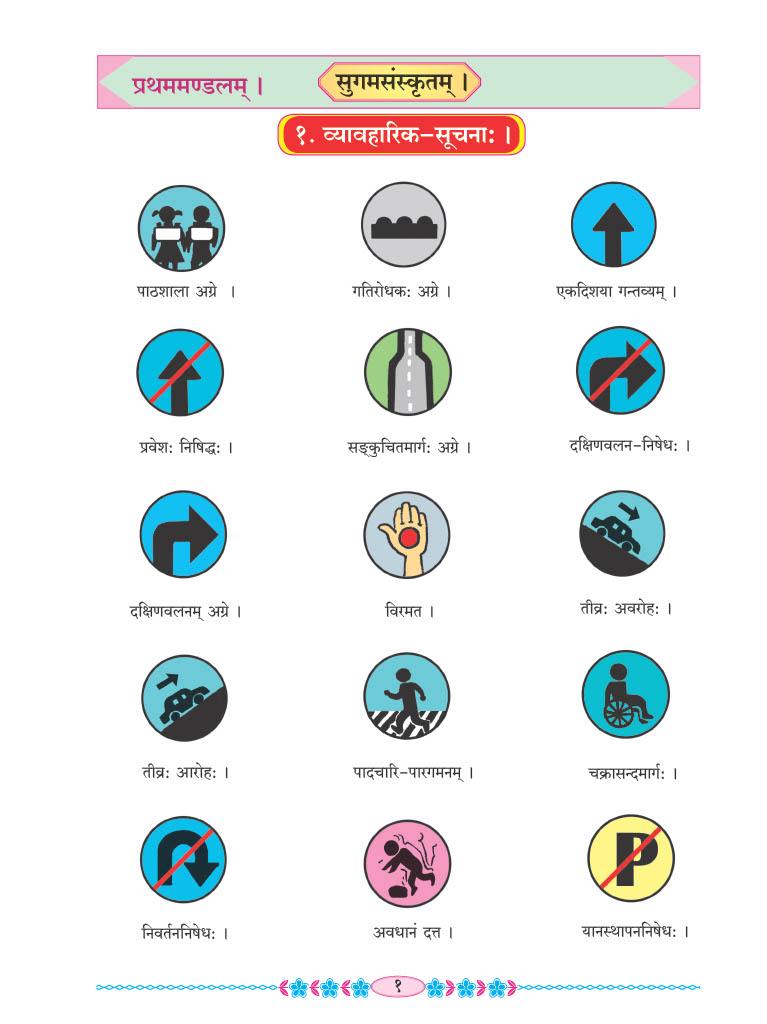 प्रथममण्डलम् ।
सुगमसंस्कृतम् ।
१. व्यावहारिक-सूचनाः ।
पाठशाला अग्रे ।
गतिरोधकः अग्रे ।
एकदिशया गन्तव्यम् ।
प्रवेशः निषिद्धः ।
सङ्कुचितमार्गः अग्रे ।
दक्षिणवलन-निषेधः ।
दक्षिणवलनम् अग्रे ।
विरमत ।
तीव्रः अवरोहः ।
तीव्रः आरोहः ।
पादचारि-पारगमनम् ।
चक्रासन्दमार्गः ।
P
निवर्तननिषेधः ।
अवधानं दत्त ।
यानस्थापननिषेधः ।
१